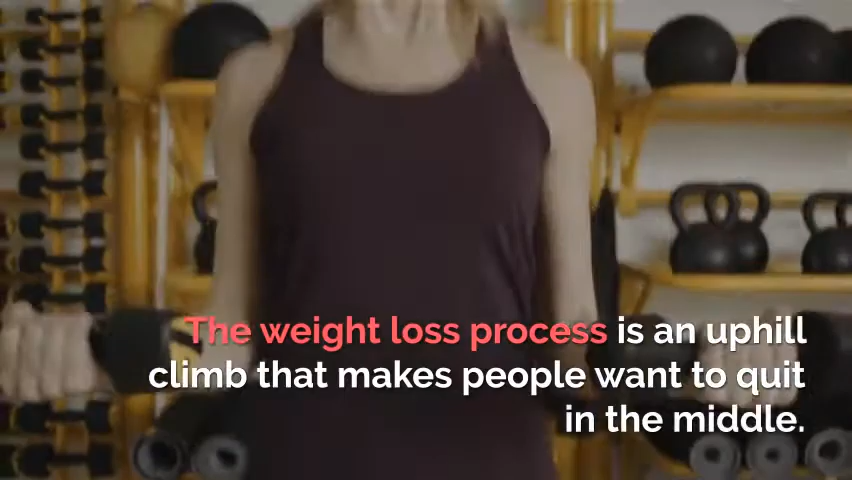 The weight loss process is an uphill
climb that makes people want to quit
in the middle.